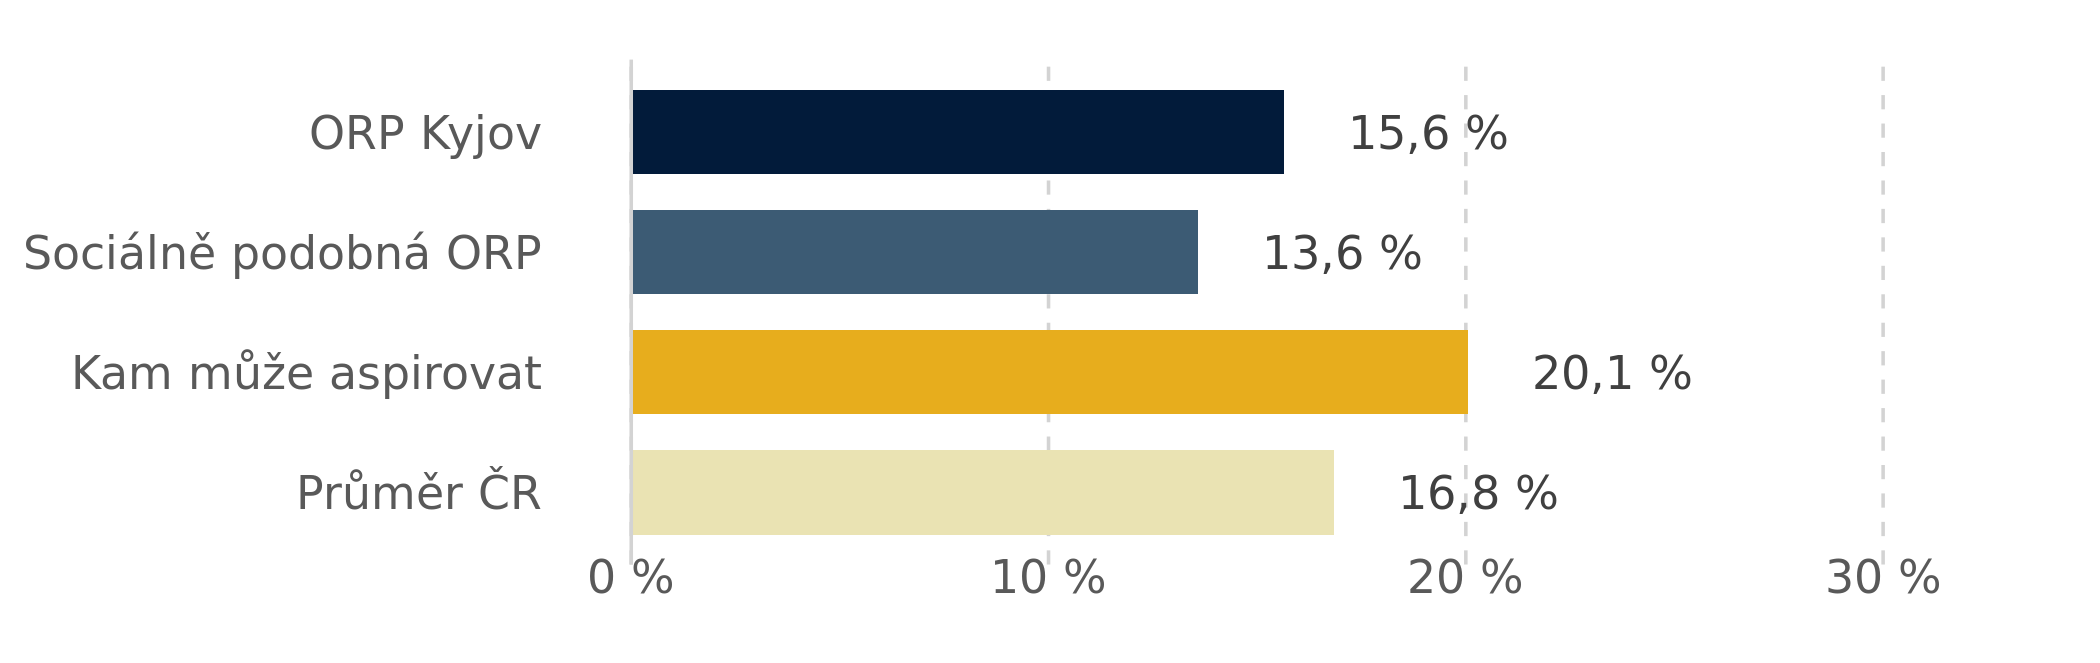 ORP Kyjov 15,6 %
Sociálně podobná ORP 13,6 %
Kam může aspirovat 20,1 %
Průměr ČR 16,8 %
0 % 10 % 20 % 30 %